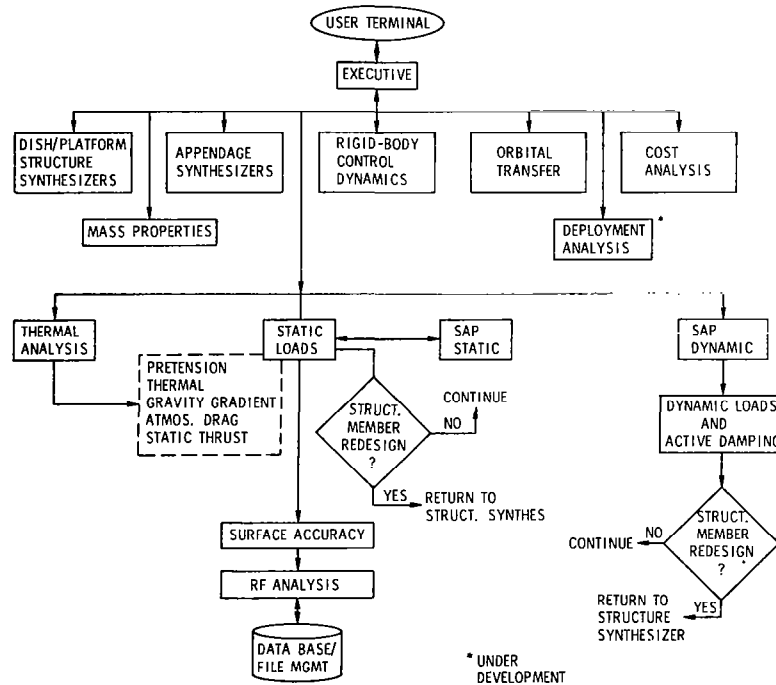 USER TERMINAL
EXECUTIVE
DISH/PLATFORM
STRUCTURE
SYNTHESIZERS
APPENDAGE
SYNTHESIZERS
RIGID-BODY
CONTROL
DYNAMICS
ORBITAL
TRANSFER
COST
ANALYSIS
MASS PROPERTIES
DEPLOYMENT
ANALYSIS
*
THERMAL
ANALYSIS
STATIC
LOADS
SAP
STATIC
SAP
DYNAMIC
PRETENSION
THERMAL
GRAVITY GRADIENT
ATMOS. DRAG
STATIC THRUST
STRUCT.
MEMBER
REDESIGN
?
NO
CONTINUE
YES
RETURN TO
STRUCT. SYNTHES
DYNAMIC LOADS
AND
ACTIVE DAMPING
STRUCT.
MEMBER
REDESIGN
? *
NO
CONTINUE
YES
RETURN TO
STRUCTURE
SYNTHESIZER
SURFACE ACCURACY
RF ANALYSIS
DATA BASE/
FILE MGMT
* UNDER
DEVELOPMENT